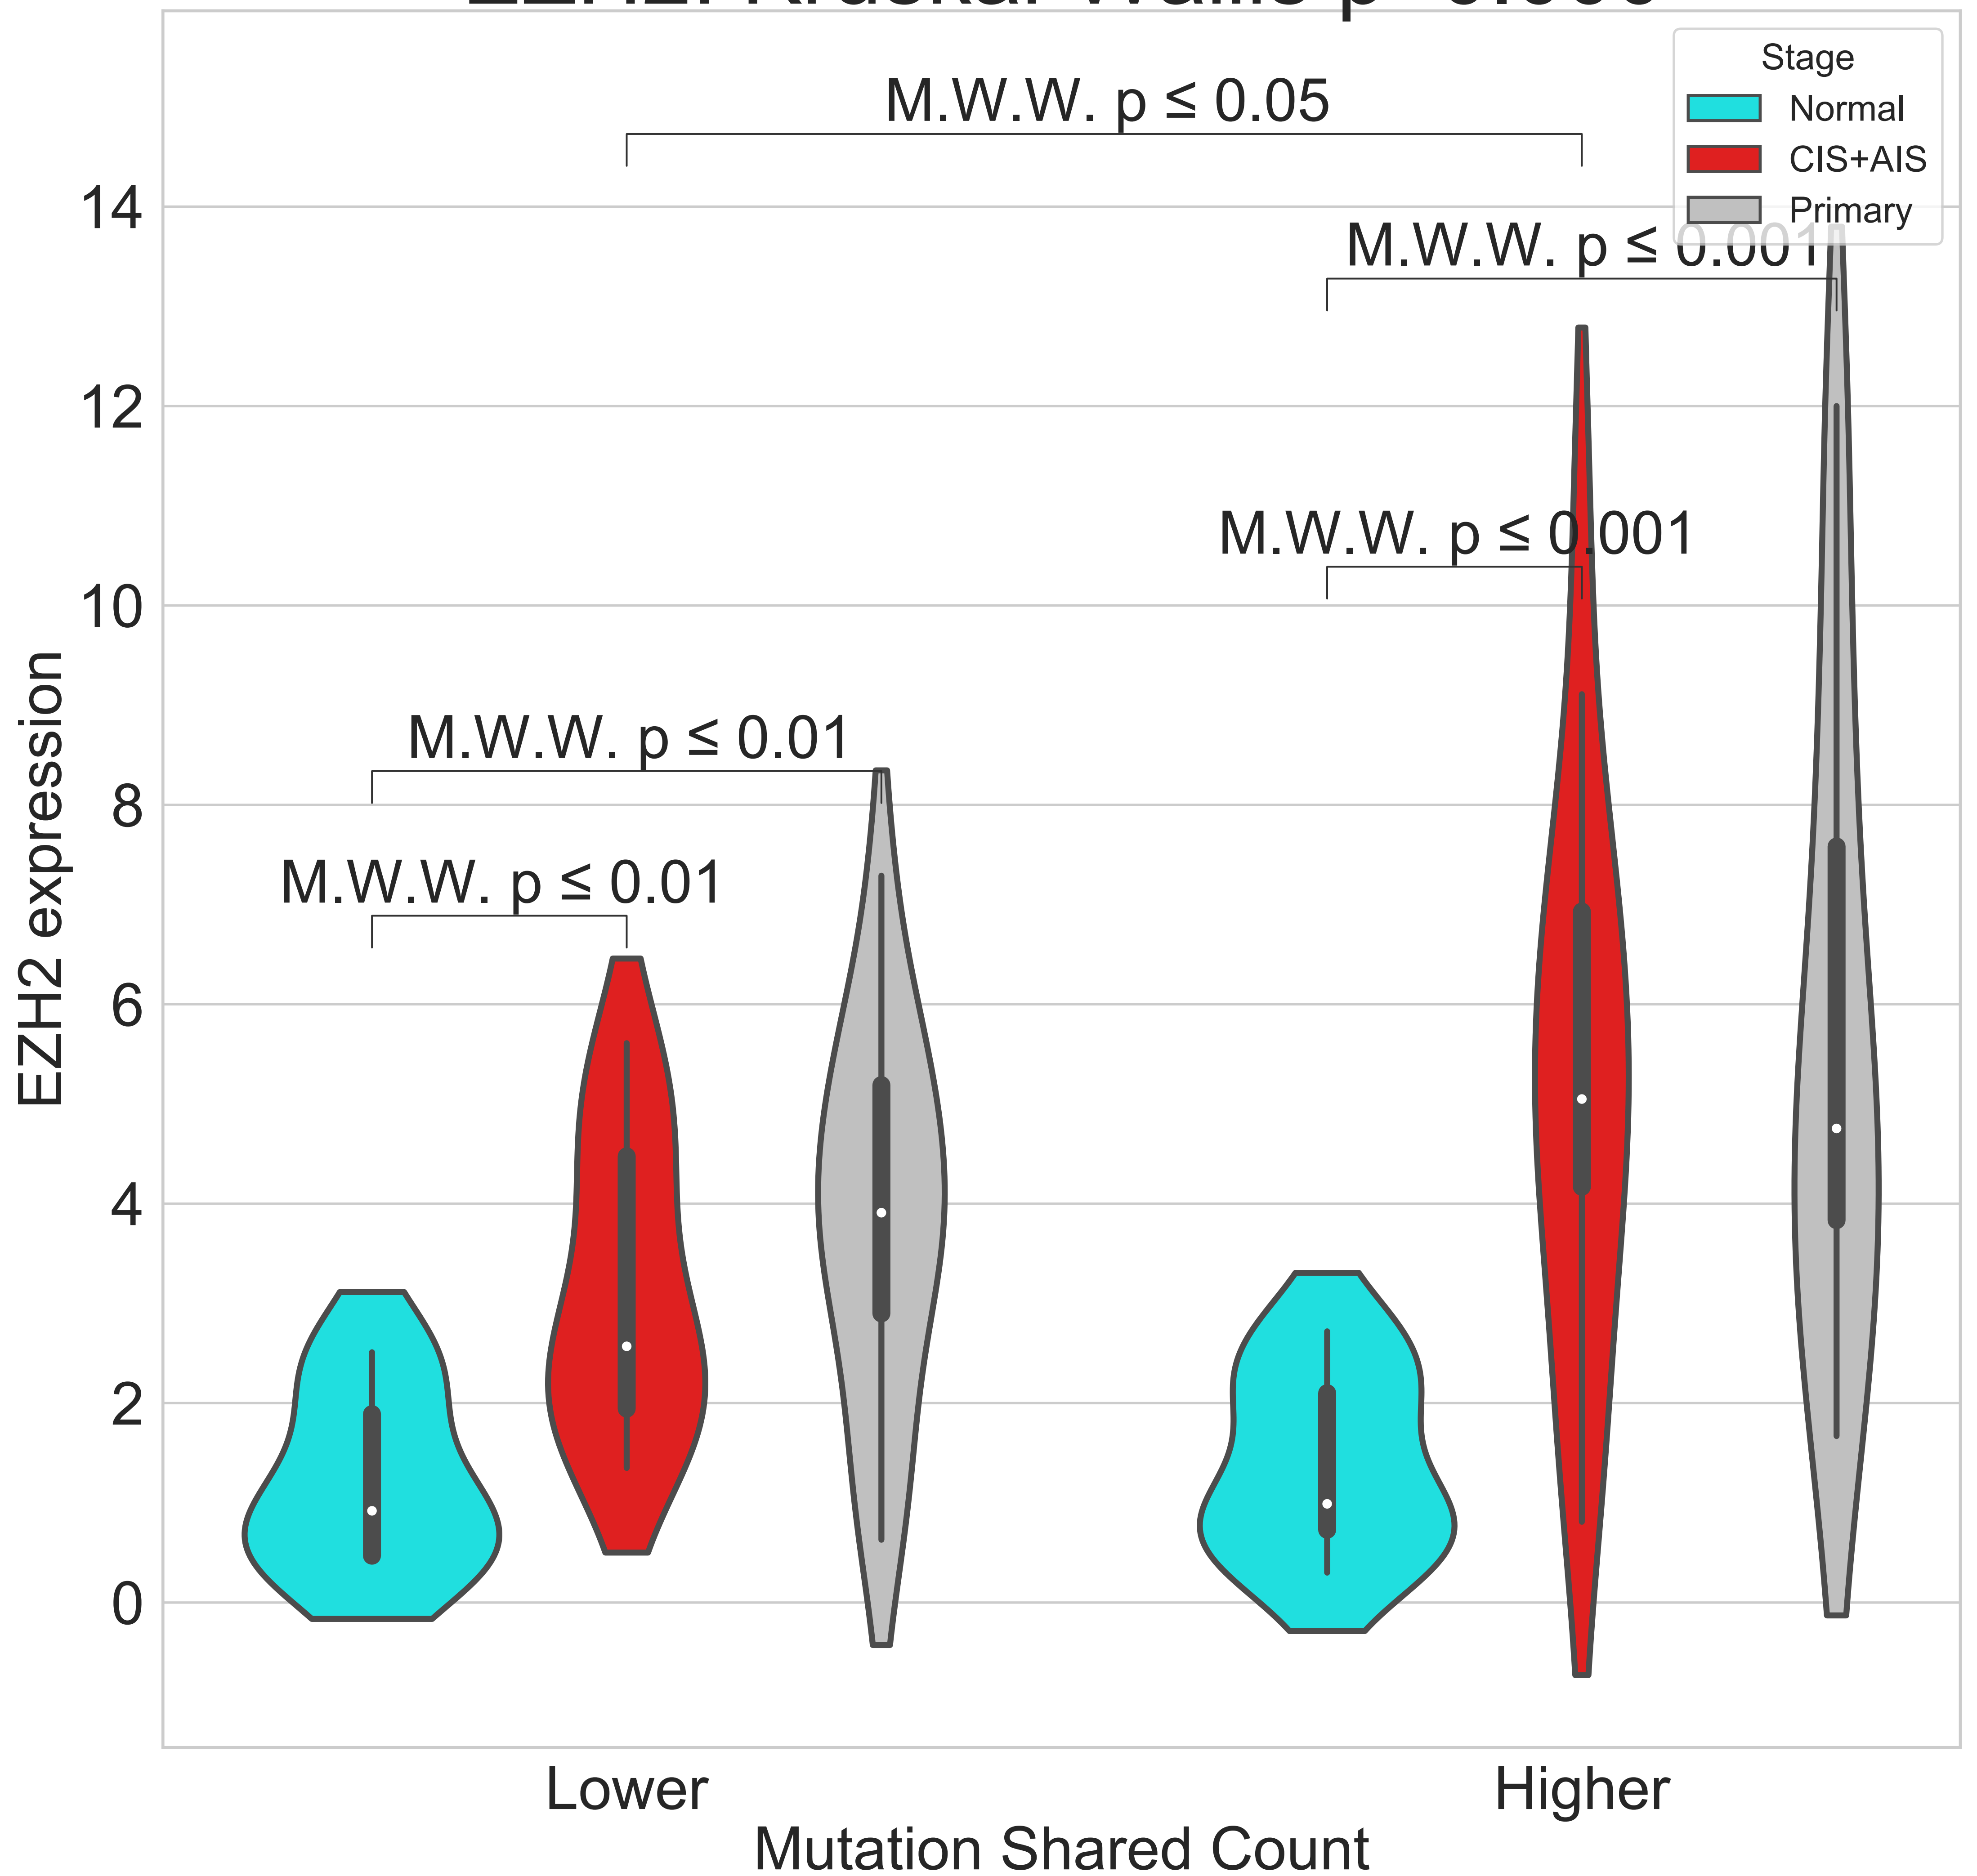 Stage
Normal
CIS+AIS
Primary
M.W.W. p ≤ 0.05
M.W.W. p ≤ 0.001
M.W.W. p ≤ 0.001
M.W.W. p ≤ 0.01
M.W.W. p ≤ 0.01
14
12
10
8
6
4
2
0
EZH2 expression
Lower
Higher
Mutation Shared Count